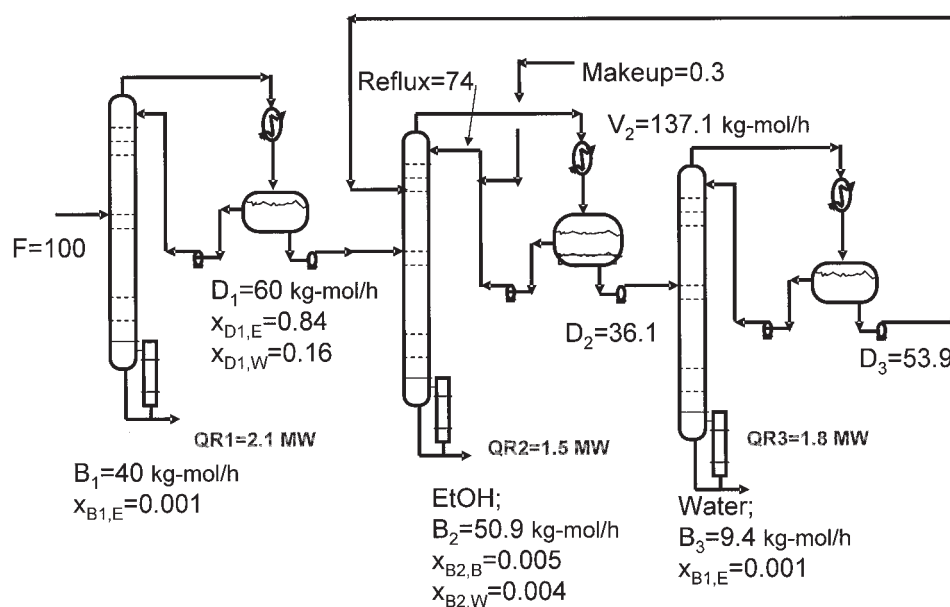 Reflux=74
Makeup=0.3
V2=137.1 kg-mol/h
F=100
D1=60 kg-mol/h
xD1,E=0.84
xD1,W=0.16
D2=36.1
D3=53.9
QR1=2.1 MW
QR2=1.5 MW
QR3=1.8 MW
B1=40 kg-mol/h
xB1,E=0.001
EtOH;
B2=50.9 kg-mol/h
xB2,B=0.005
xB2,W=0.004
Water;
B3=9.4 kg-mol/h
xB1,E=0.001